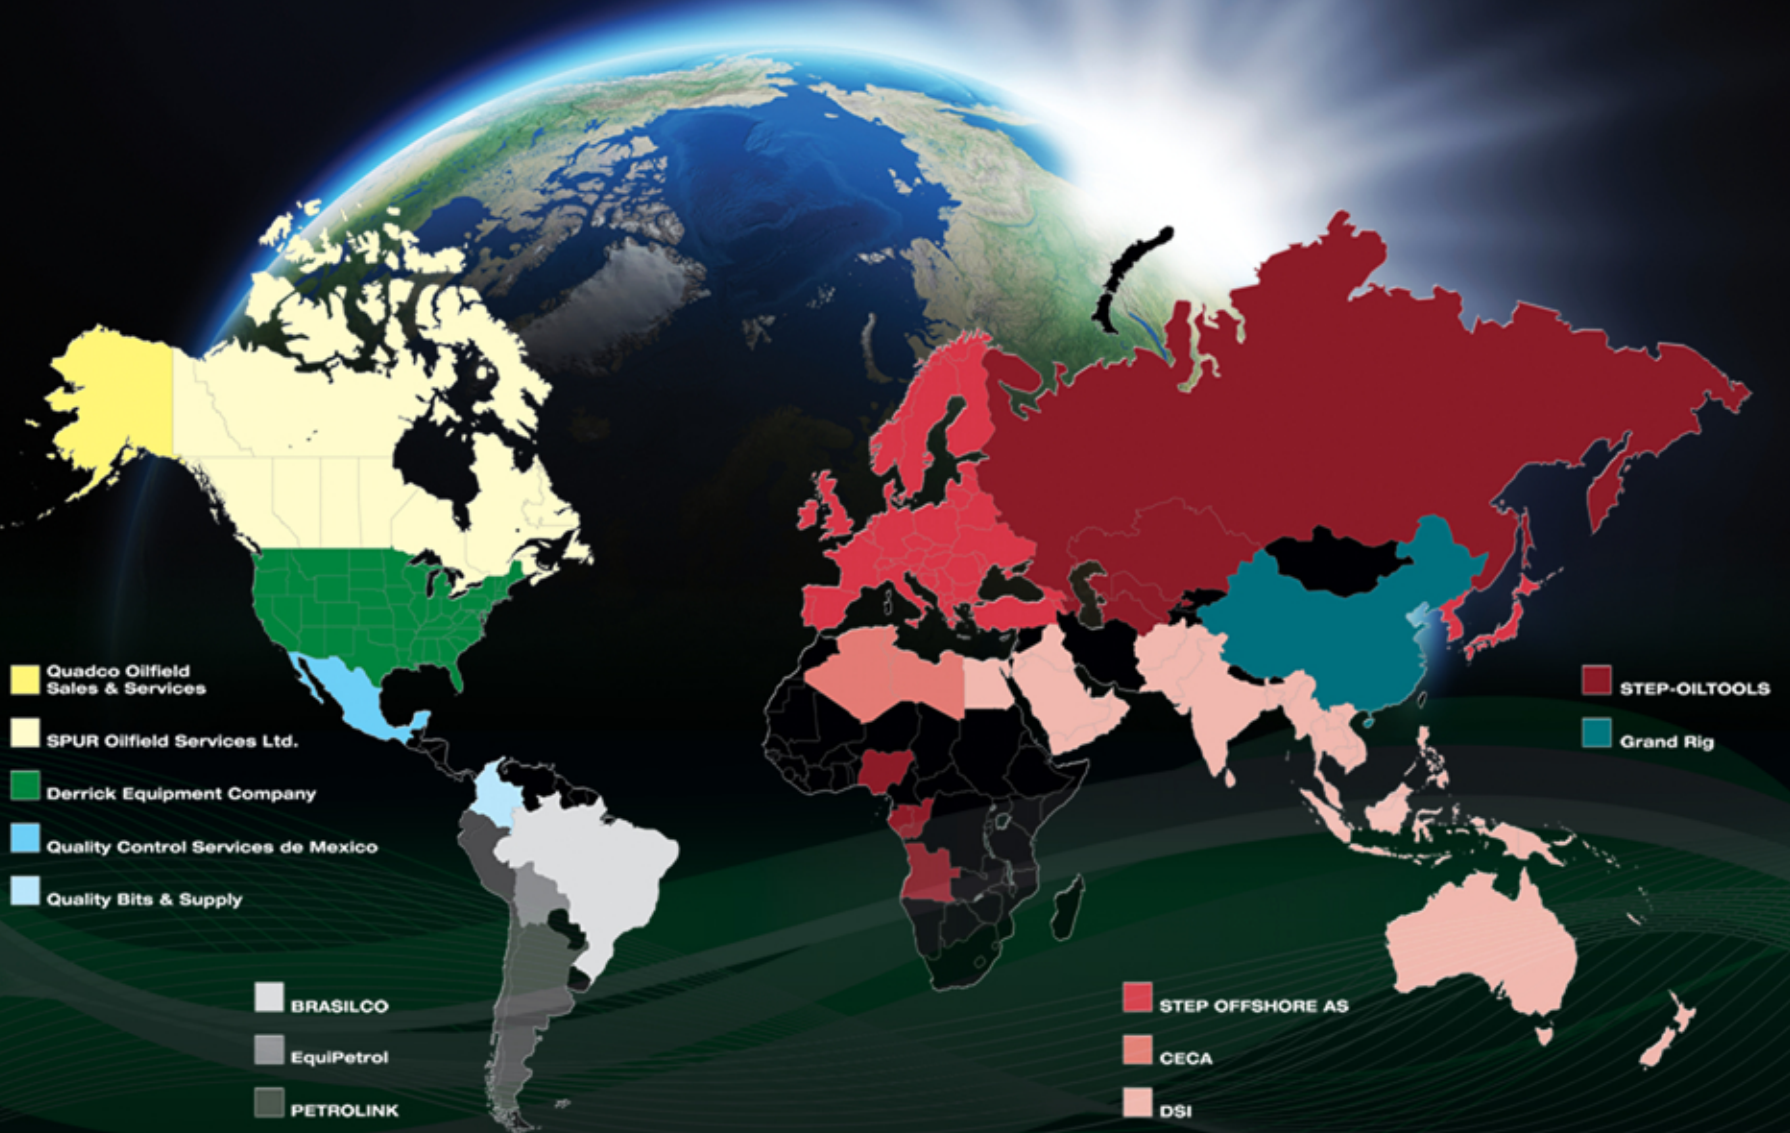 Quadco Oilfield
Sales & Services
SPUR Oilfield Services Ltd.
Derrick Equipment Company
Quality Control Services de Mexico
Quality Bits & Supply
BRASILCO
EquiPetrol
PETROLINK
STEP OFFSHORE AS
CECA
DSI
STEP-OILTOOLS
Grand Rig